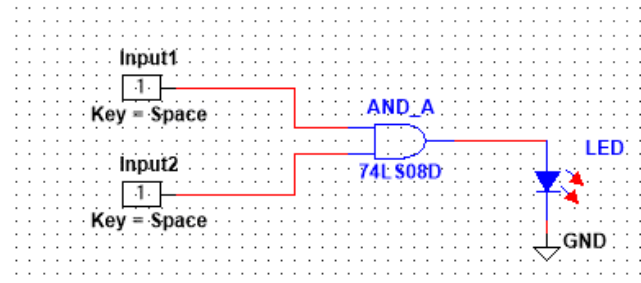 Input1
1
Key = Space
AND_A
74LS08D
LED
Input2
1
Key = Space
GND